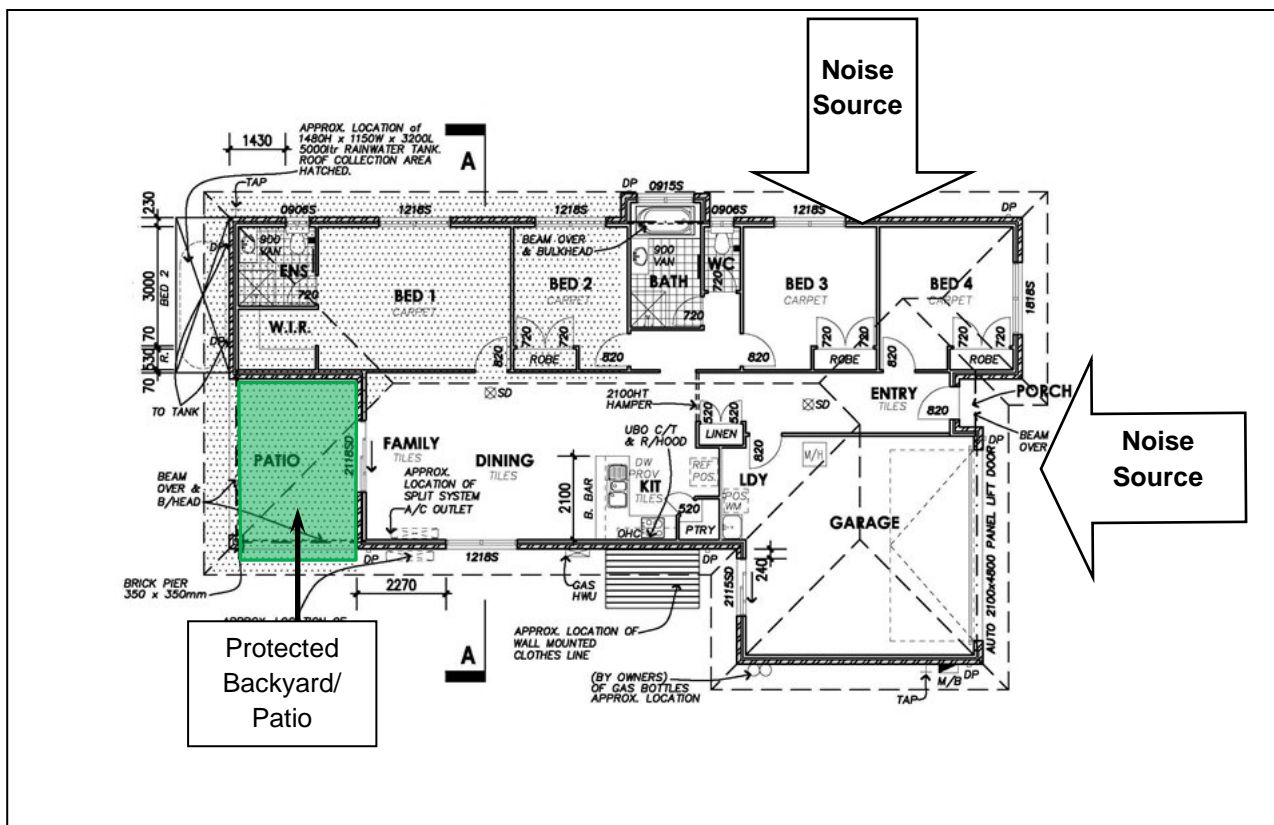 Noise
Source
APPROX. LOCATION of
1480H x 1150W x 3200L
5000ltr RAINWATER TANK.
ROOF COLLECTION AREA
HATCHED.
1430
A
TAP
DP
0915S
DP
230
0906S
1218S
1218S
0906S
1218S
900
VAN
ENS
720
BEAM OVER
& BULKHEAD
900
VAN
BATH
720
WC
720
DP
3000
BED 2
BED 1
CARPET
BED 2
CARPET
BED 3
CARPET
BED 4
CARPET
1818S
W.I.R.
720
720
720
720
720
720
70
530
R.
70
DP
820
ROBE
820
820
ROBE
820
ROBE
TO TANK
SD
2100HT
HAMPER
SD
ENTRY
TILES
820
PORCH
520
520
LINEN
BEAM
OVER
Noise
Source
UBO C/T
& R/HOOD
PATIO
2118SD
FAMILY
TILES
DINING
TILES
APPROX.
LOCATION OF
SPLIT SYSTEM
A/C OUTLET
2100
B. BAR
DW
PROV.
KIT
TILES
REF
POS.
820
LDY
M/H
DP
POS
WM
BEAM
OVER &
B/HEAD
520
OHC
PTRY
GARAGE
AUTO 2100x4800 PANEL LIFT DOOR
DP
1218S
DP
240
BRICK PIER
350 x 350mm
2270
GAS
HWU
2115SD
Protected
Backyard/
Patio
A
APPROX. LOCATION OF
WALL MOUNTED
CLOTHES LINE
(BY OWNERS)
OF GAS BOTTLES
APPROX. LOCATION
TAP
M/B
DP